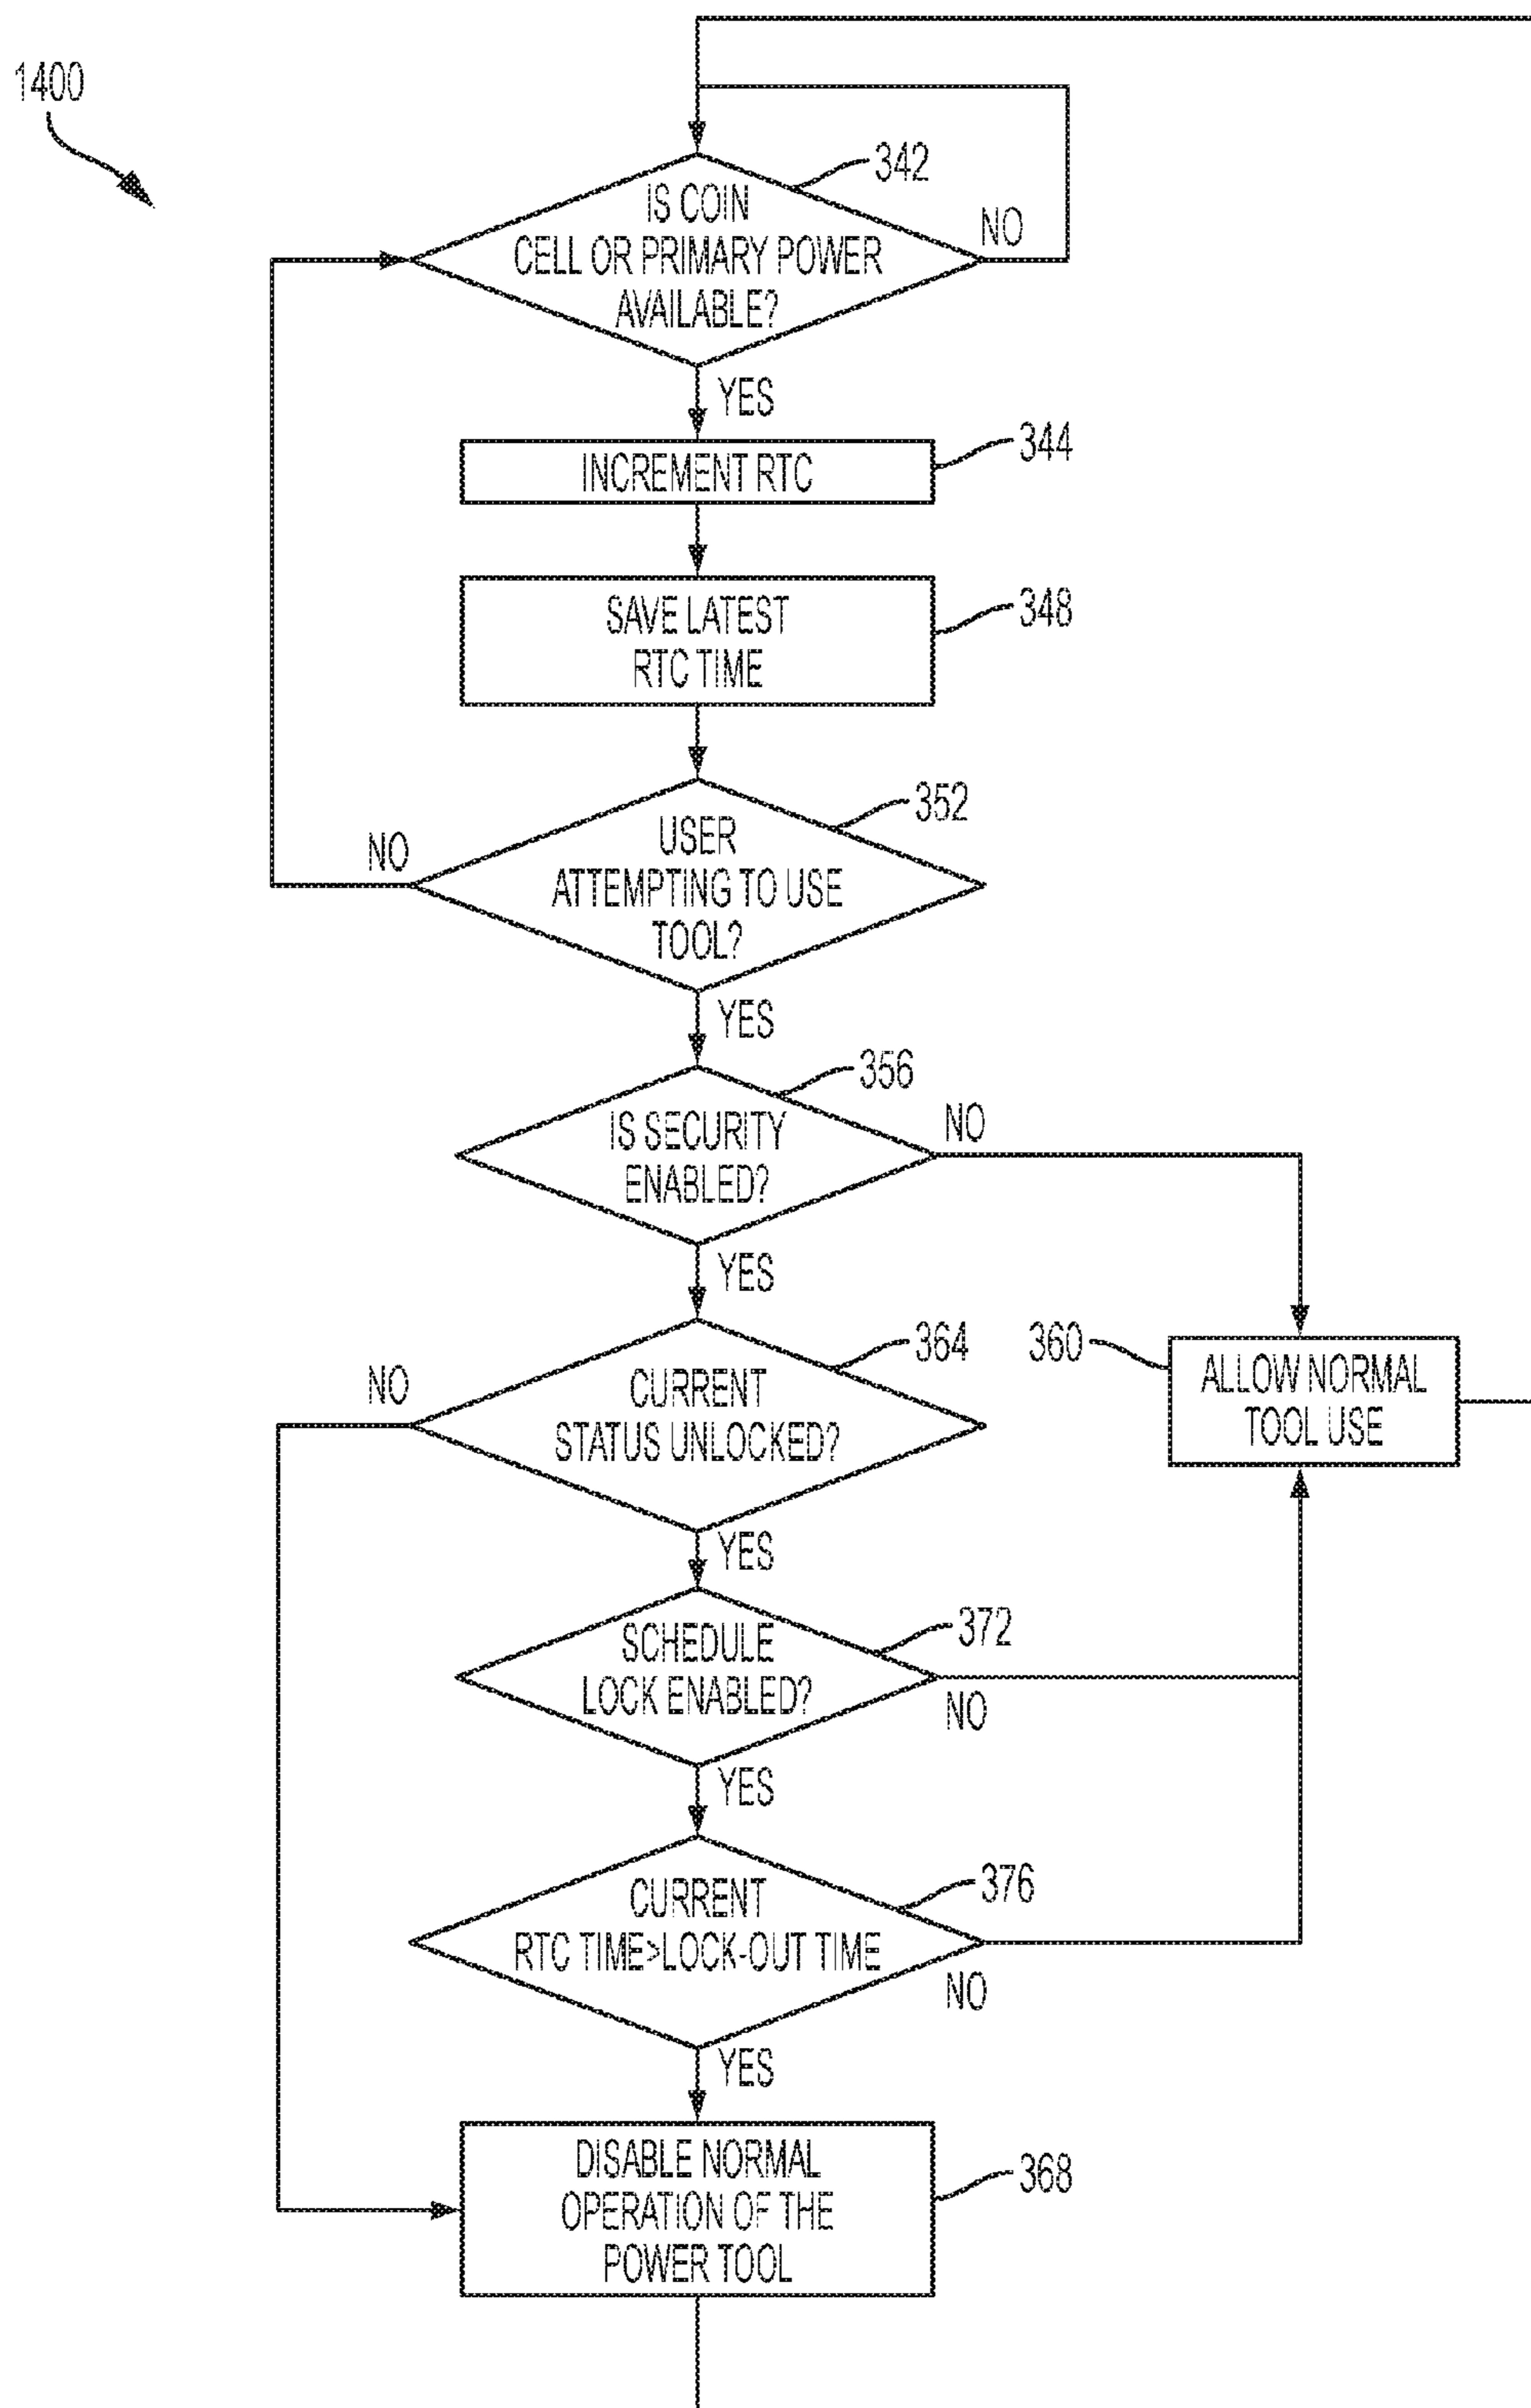 1400
342
IS COIN
CELL OR PRIMARY POWER
AVAILABLE?
NO
YES
344
INCREMENT RTC
348
SAVE LATEST
RTC TIME
352
USER
ATTEMPTING TO USE
TOOL?
NO
YES
356
IS SECURITY
ENABLED?
NO
YES
364
CURRENT
STATUS UNLOCKED?
NO
360
ALLOW NORMAL
TOOL USE
YES
372
SCHEDULE
LOCK ENABLED?
NO
YES
376
CURRENT
RTC TIME>LOCK-OUT TIME
NO
YES
368
DISABLE NORMAL
OPERATION OF THE
POWER TOOL